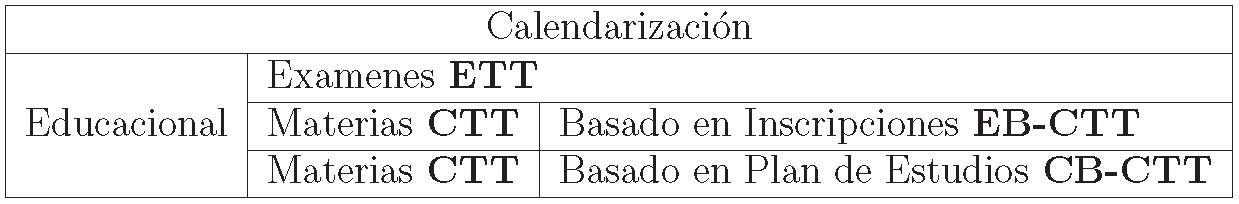 Calendarización
Examenes ETT
Educacional Materias CTT Basado en Inscripciones EB-CTT
Materias CTT Basado en Plan de Estudios CB-CTT